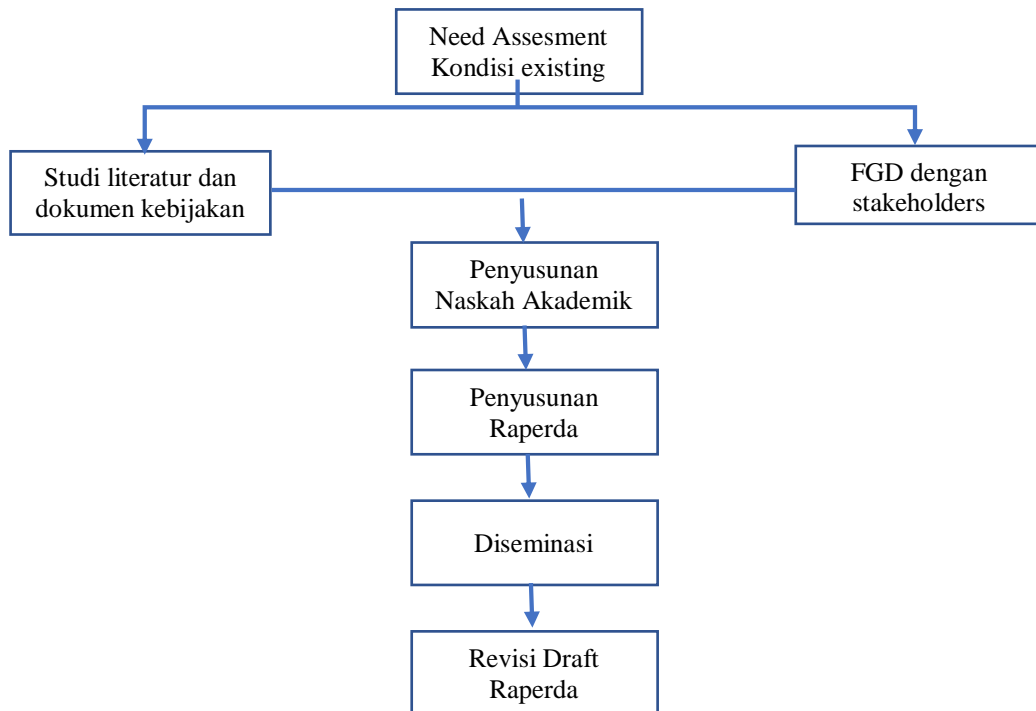 Need Assesment
Kondisi existing
Studi literatur dan
dokumen kebijakan
FGD dengan
stakeholders
Penyusunan
Naskah Akademik
Penyusunan
Raperda
Diseminasi
Revisi Draft
Raperda